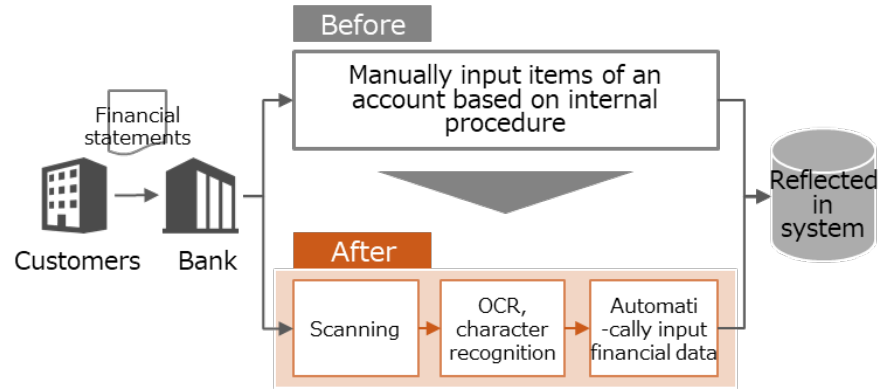 Before
Manually input items of an
account based on internal
procedure
Financial
statements
Customers
Bank
Reflected
in
system
After
Scanning
OCR,
character
recognition
Automati
-cally input
financial data